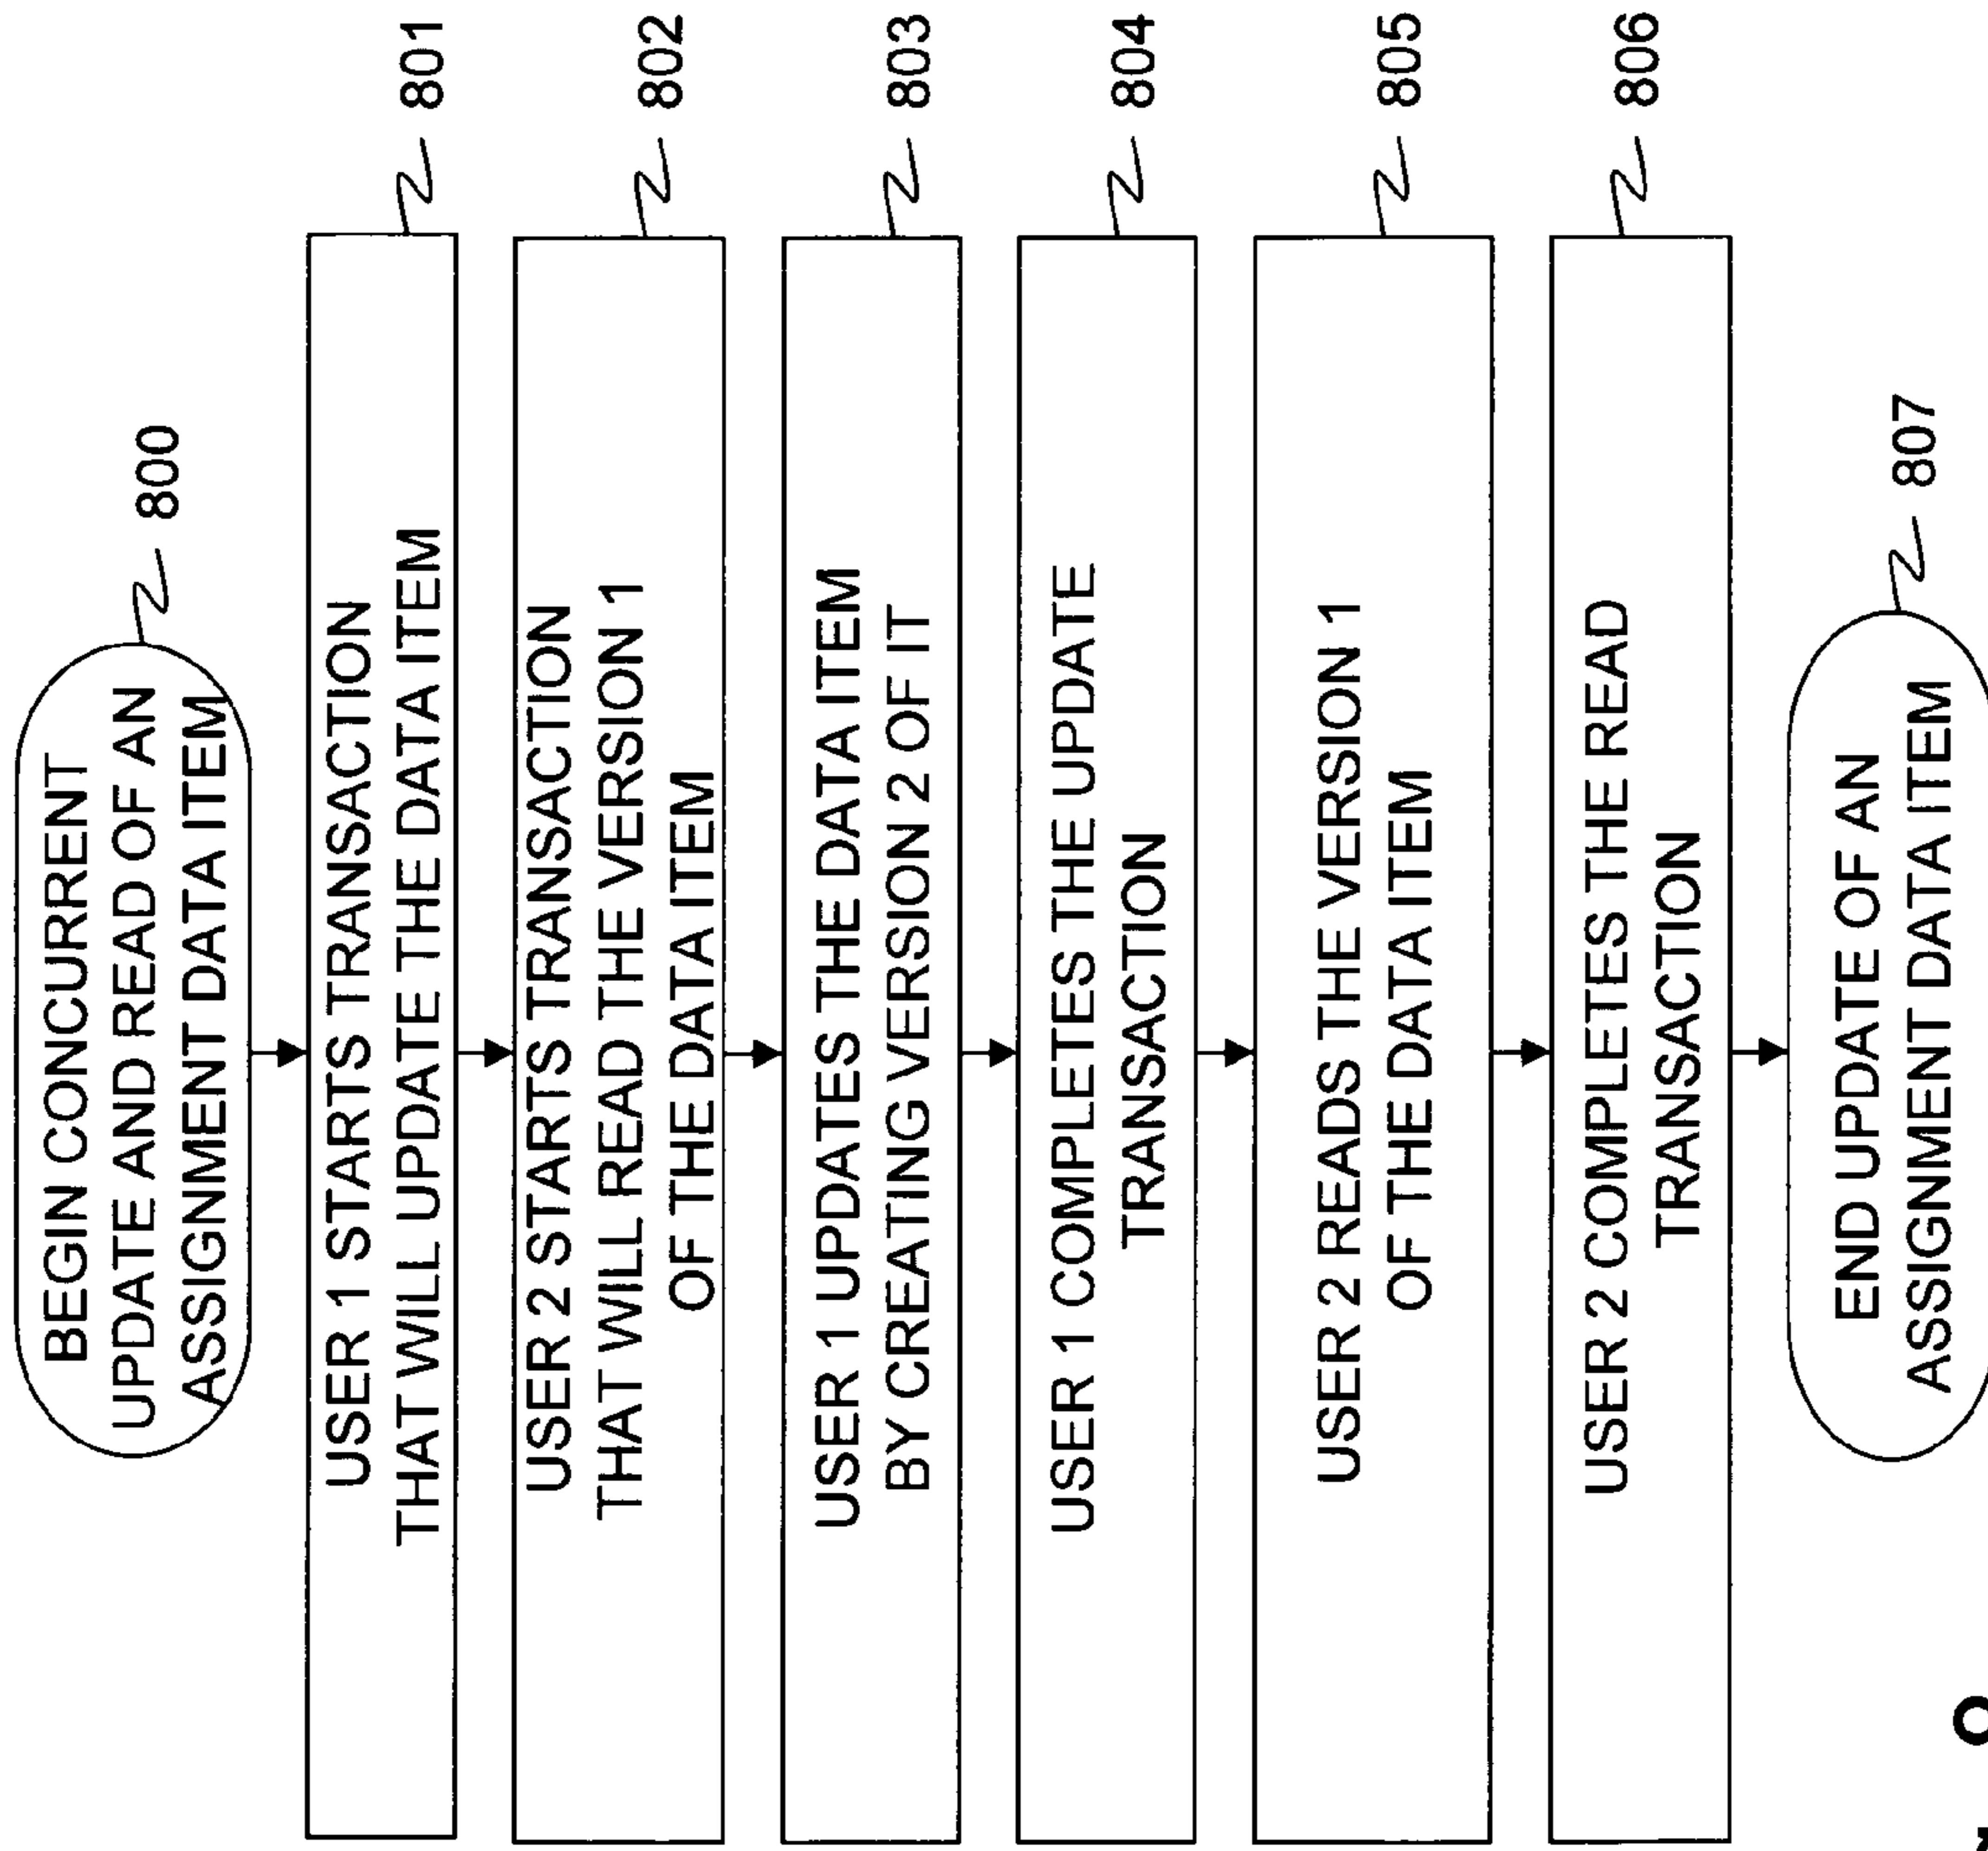 BEGIN CONCURRENT
UPDATE AND READ OF AN
ASSIGNMENT DATA ITEM
800
USER 1 STARTS TRANSACTION
THAT WILL UPDATE THE DATA ITEM
801
USER 2 STARTS TRANSACTION
THAT WILL READ THE VERSION 1
OF THE DATA ITEM
802
USER 1 UPDATES THE DATA ITEM
BY CREATING VERSION 2 OF IT
803
USER 1 COMPLETES THE UPDATE
TRANSACTION
804
USER 2 READS THE VERSION 1
OF THE DATA ITEM
805
USER 2 COMPLETES THE READ
TRANSACTION
806
END UPDATE OF AN
ASSIGNMENT DATA ITEM
807